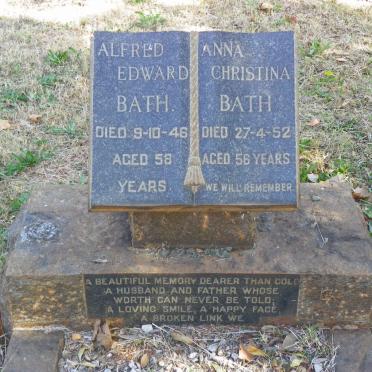 ALFRED
EDWARD
BATH.
DIED 9-10-46
AGED 58
YEARS
ANNA
CHRISTINA
BATH
DIED 27-4-52
AGED 56 YEARS
WE WILL REMEMBER
A BEAUTIFUL MEMORY DEARER THAN GOLD
A HUSBAND AND FATHER WHOSE
WORTH CAN NEVER BE TOLD;
A LOVING SMILE, A HAPPY FACE
A BROKEN LINK WE